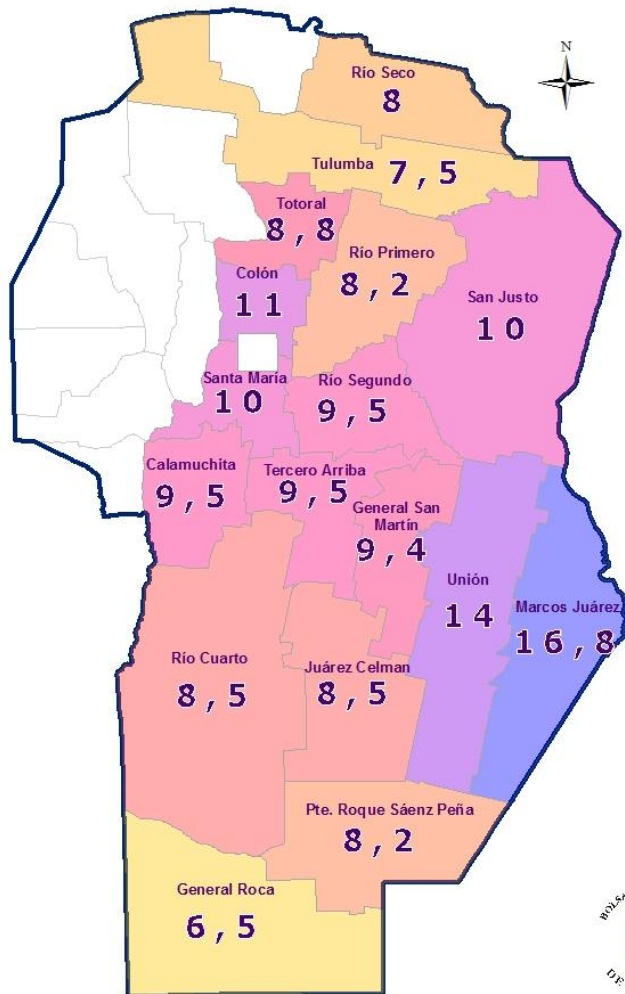 N
Río Seco
8
Tulumba
7,5
Totoral
8,8
Río Primero
8,2
Colón
11
San Justo
10
Santa María
10
Río Segundo
9,5
Calamuchita
9,5
Tercero Arriba
9,5
General San
Martín
9,4
Unión
14
Marcos Juárez
16,8
Río Cuarto
8,5
Juárez Celman
8,5
Pte. Roque Sáenz Peña
8,2
General Roca
6,5
DE